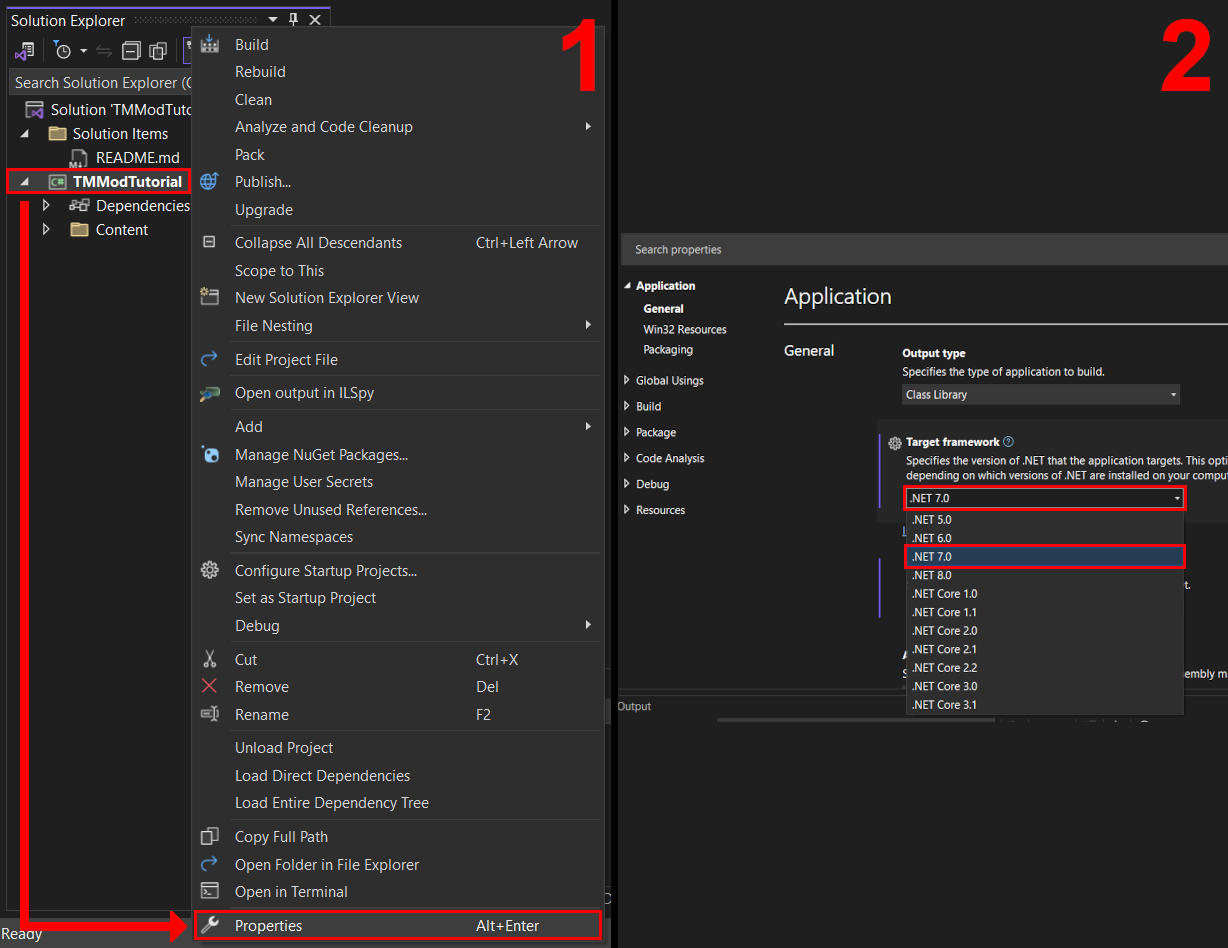 Solution Explorer
1
Search Solution Explorer (C
Solution 'TMModTuto
Solution Items
README.md
C# TMModTutorial
Dependencies
Content
Build
Rebuild
Clean
Analyze and Code Cleanup
Pack
Publish...
Upgrade
Collapse All Descendants Ctrl+Left Arrow
Scope to This
New Solution Explorer View
File Nesting
Edit Project File
Open output in ILSpy
Add
Manage NuGet Packages...
Manage User Secrets
Remove Unused References...
Sync Namespaces
Configure Startup Projects...
Set as Startup Project
Debug
Cut Ctrl+X
Remove Del
Rename F2
Unload Project
Load Direct Dependencies
Load Entire Dependency Tree
Copy Full Path
Open Folder in File Explorer
Open in Terminal
Properties Alt+Enter
Ready
2
Search properties
Application
General
Win32 Resources
Packaging
Global Usings
Build
Package
Code Analysis
Debug
Resources
Application
General
Output type
Specifies the type of application to build.
Class Library
Target framework
Specifies the version of .NET that the application targets. This opti
depending on which versions of .NET are installed on your comput
.NET 7.0
.NET 5.0
.NET 6.0
.NET 7.0
.NET 8.0
.NET Core 1.0
.NET Core 1.1
.NET Core 2.0
.NET Core 2.1
.NET Core 2.2
.NET Core 3.0
.NET Core 3.1
t.
embly m
Output